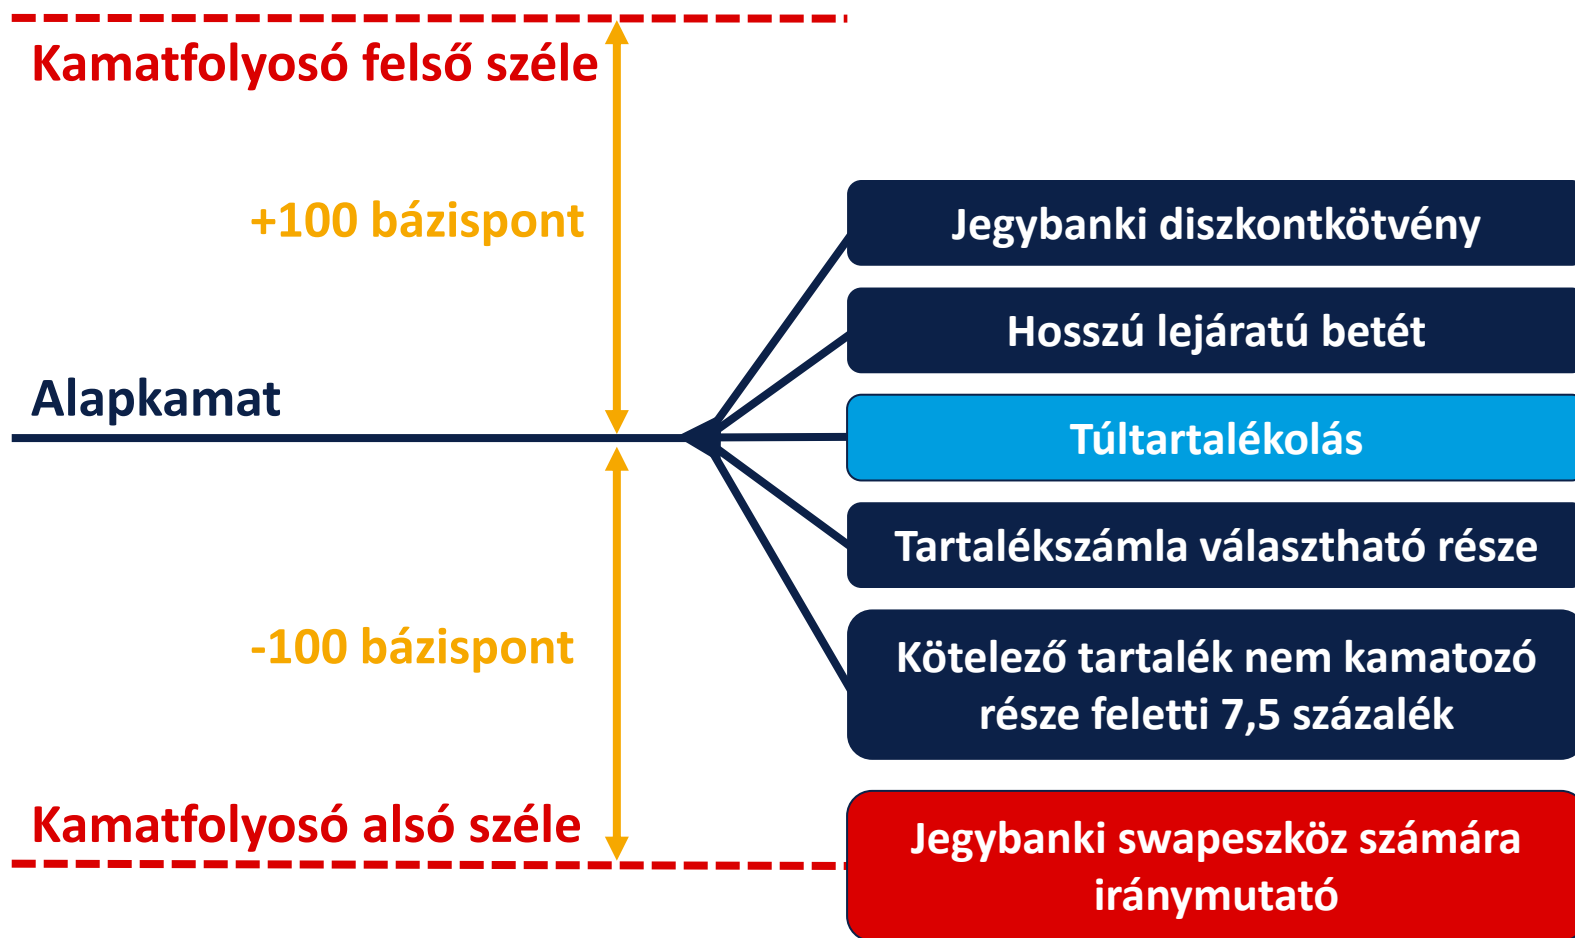 Kamatfolyosó felső széle
+100 bázispont
Alapkamat
-100 bázispont
Kamatfolyosó alsó széle
Jegybanki diszkontkötvény
Hosszú lejáratú betét
Túltartalékolás
Tartalékszámla választható része
Kötelező tartalék nem kamatozó
része feletti 7,5 százalék
Jegybanki swapeszköz számára
iránymutató